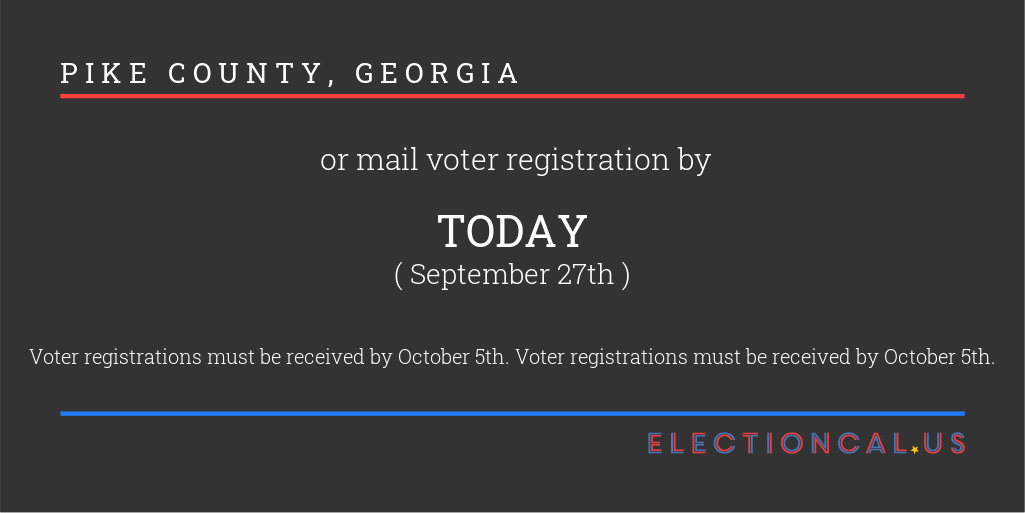 PIKE COUNTY, GEORGIA
or mail voter registration by
TODAY
( September 27th )
Voter registrations must be received by October 5th. Voter registrations must be received by October 5th.
ELECTIONCAL.US